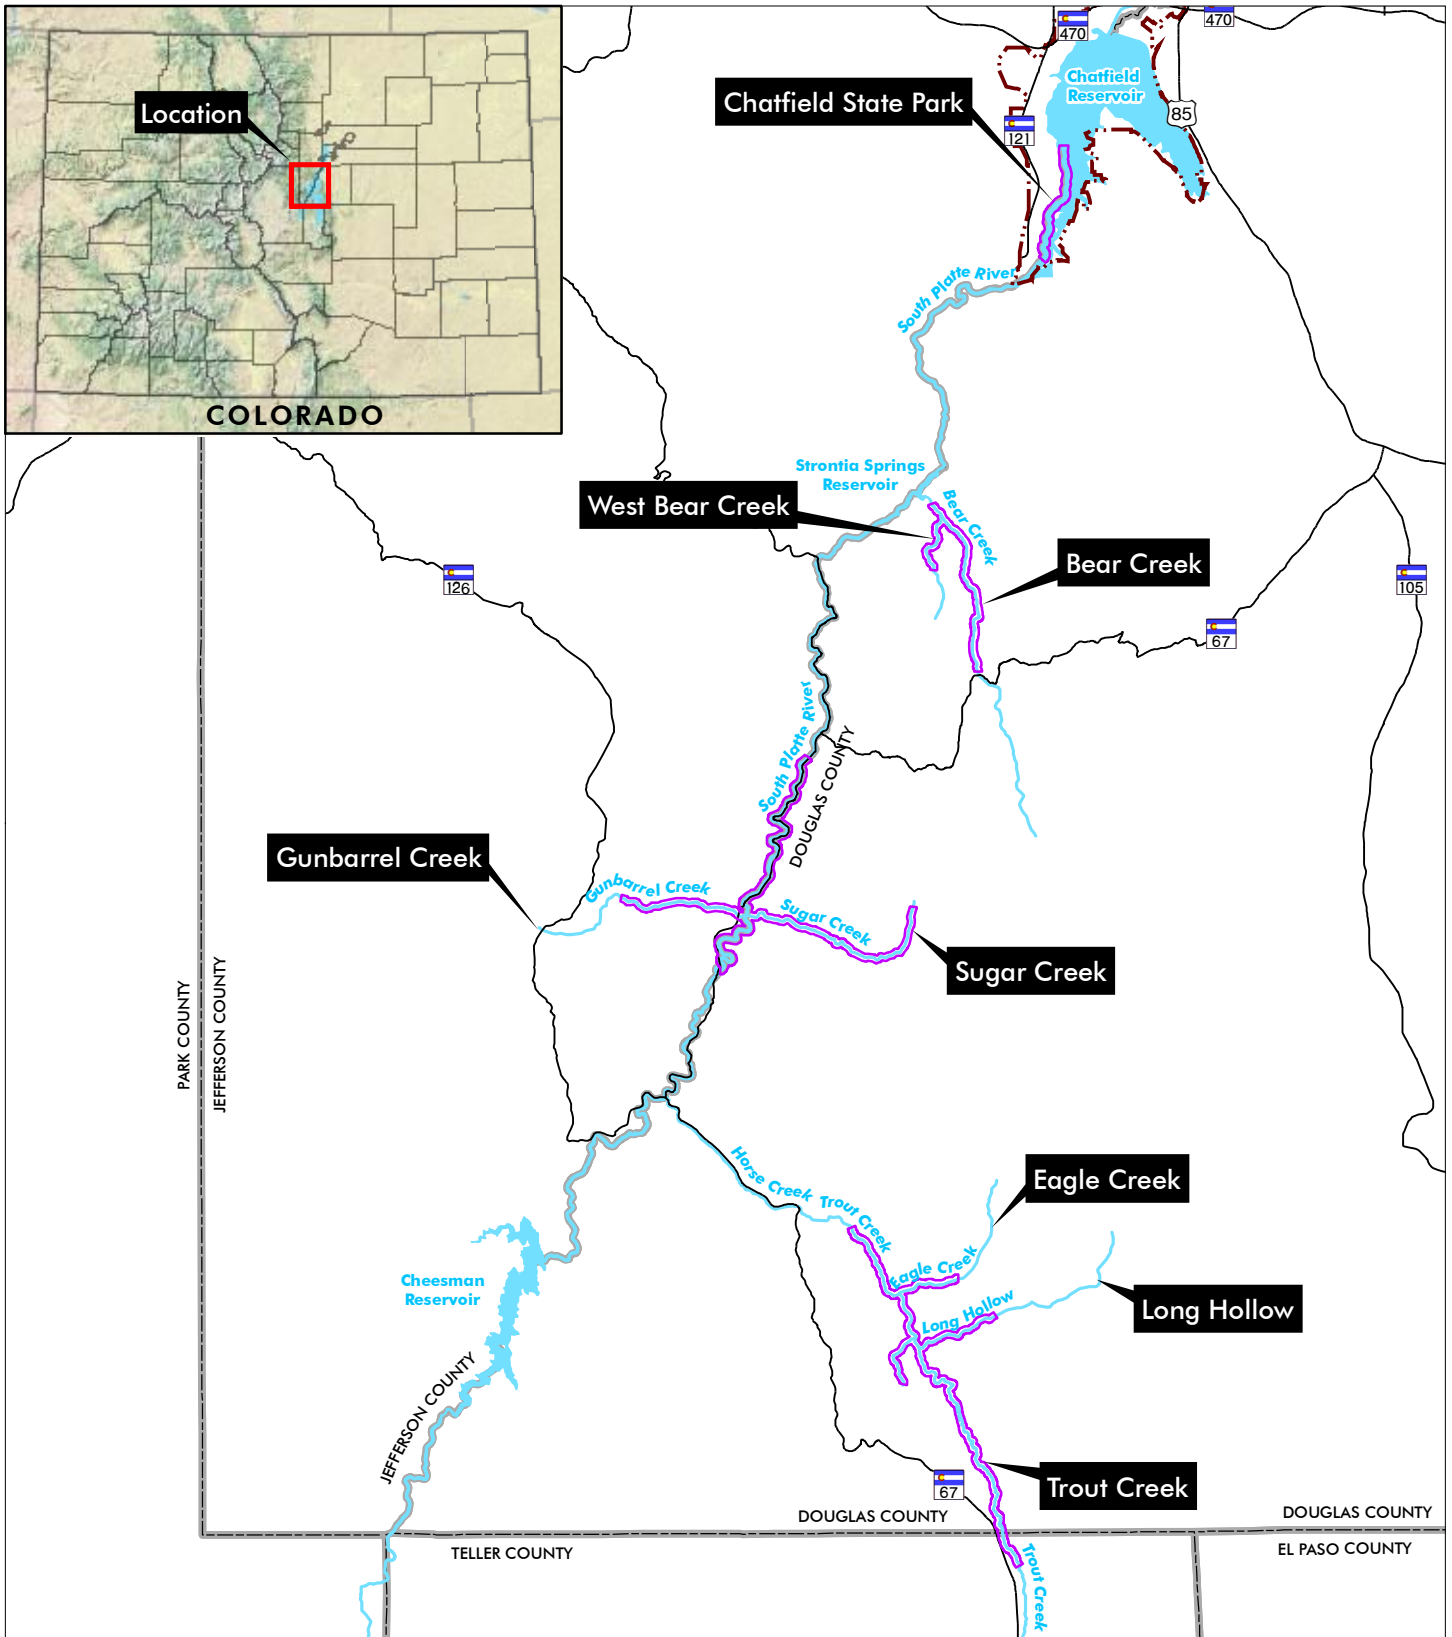 Location
COLORADO
470
470
Chatfield
Reservoir
Chatfield State Park
85
121
South Platte River
Strontia Springs
Reservoir
West Bear Creek
Bear Creek
Bear Creek
126
105
67
South Platte River
DOUGLAS COUNTY
Gunbarrel Creek
Gunbarrel Creek
Sugar Creek
Sugar Creek
PARK COUNTY
JEFFERSON COUNTY
Horse Creek
Trout Creek
Eagle Creek
Eagle Creek
Cheesman
Reservoir
Long Hollow
Long Hollow
JEFFERSON COUNTY
Trout Creek
67
DOUGLAS COUNTY
DOUGLAS COUNTY
TELLER COUNTY
EL PASO COUNTY
Trout Creek